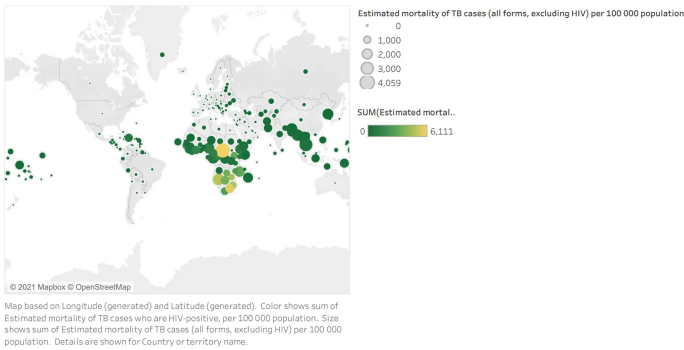 Estimated mortality of TB cases (all forms, excluding HIV) per 100 000 population
0
1,000
2,000
3,000
4,059
SUM(Estimated mortal..
0 6,111
© 2021 Mapbox © OpenStreetMap
Map based on Longitude (generated) and Latitude (generated). Color shows sum of
Estimated mortality of TB cases who are HIV-positive, per 100 000 population. Size
shows sum of Estimated mortality of TB cases (all forms, excluding HIV) per 100 000
population. Details are shown for Country or territory name.